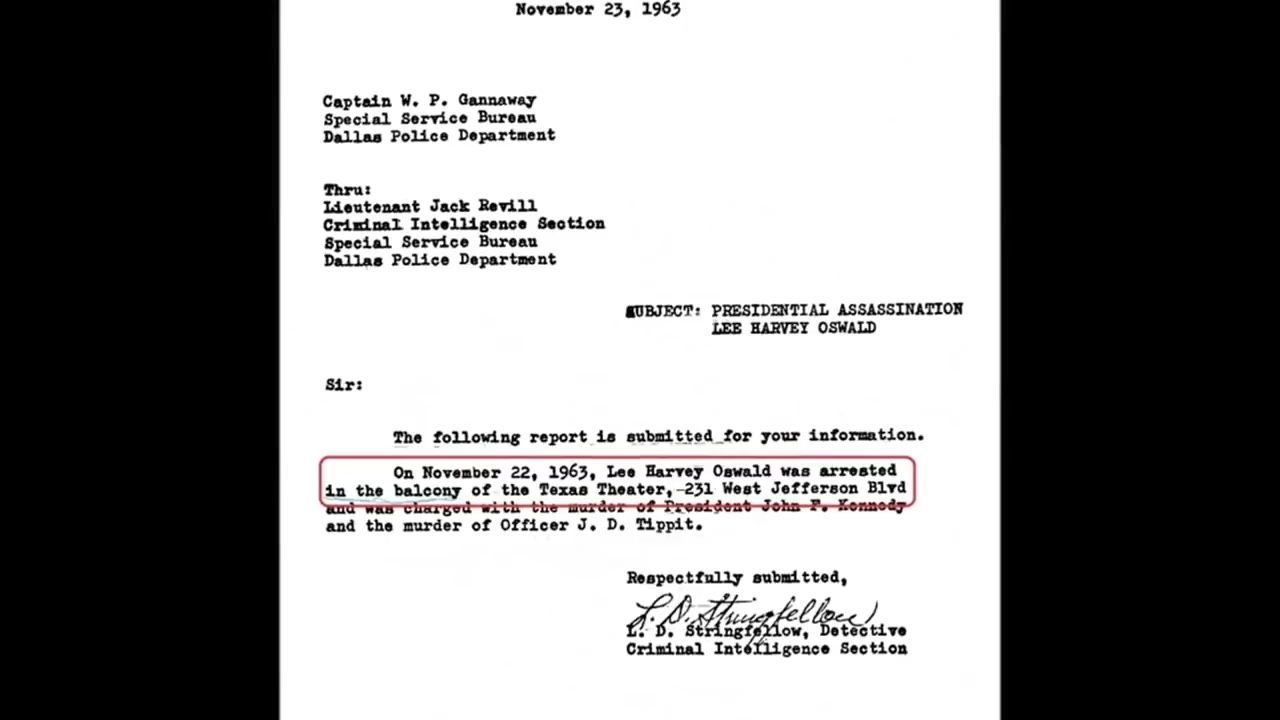 November 23, 1963
Captain W. P. Gannaway
Special Service Bureau
Dallas Police Department
Thru:
Lieutenant Jack Revill
Criminal Intelligence Section
Special Service Bureau
Dallas Police Department
SUBJECT: PRESIDENTIAL ASSASSINATION
LEE HARVEY OSWALD
Sir:
The following report is submitted for your information.
On November 22, 1963, Lee Harvey Oswald was arrested
in the balcony of the Texas Theater, 231 West Jefferson Blvd
and was charged with the murder of President John F. Kennedy
and the murder of Officer J. D. Tippit.
Respectfully submitted,
L. D. Stringfellow
L. D. Stringfellow, Detective
Criminal Intelligence Section